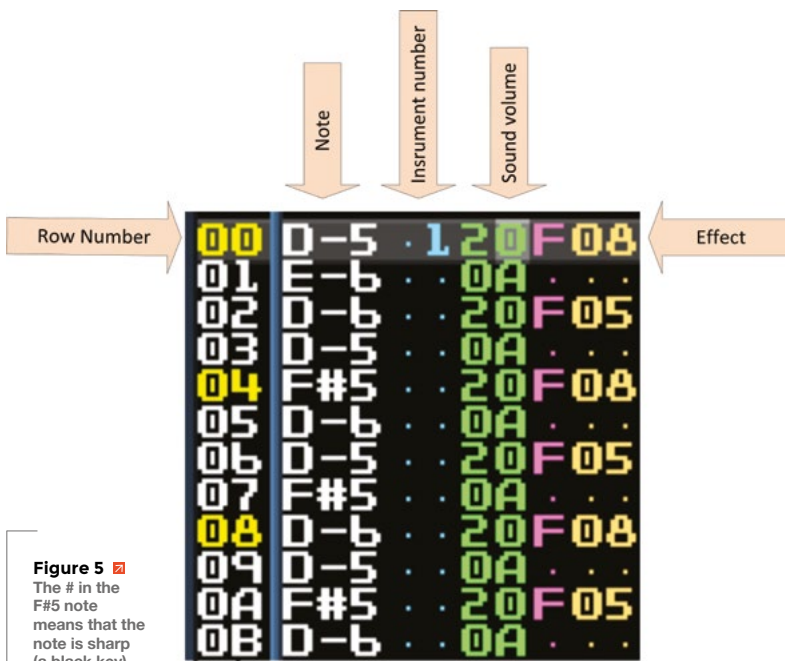 Note
Insrument number
Sound volume
Row Number
Effect
00 D-5 ·1 20 F08
01 E-6 ·· 0A ···
02 D-6 ·· 20 F05
03 D-5 ·· 0A ···
04 F#5 ·· 20 F08
05 D-6 ·· 0A ···
06 D-5 ·· 20 F05
07 F#5 ·· 0A ···
08 D-6 ·· 20 F08
09 D-5 ·· 0A ···
0A F#5 ·· 20 F05
0B D-6 ·· 0A ···
Figure 5
The # in the
F#5 note
means that the
note is sharp
(a black key)